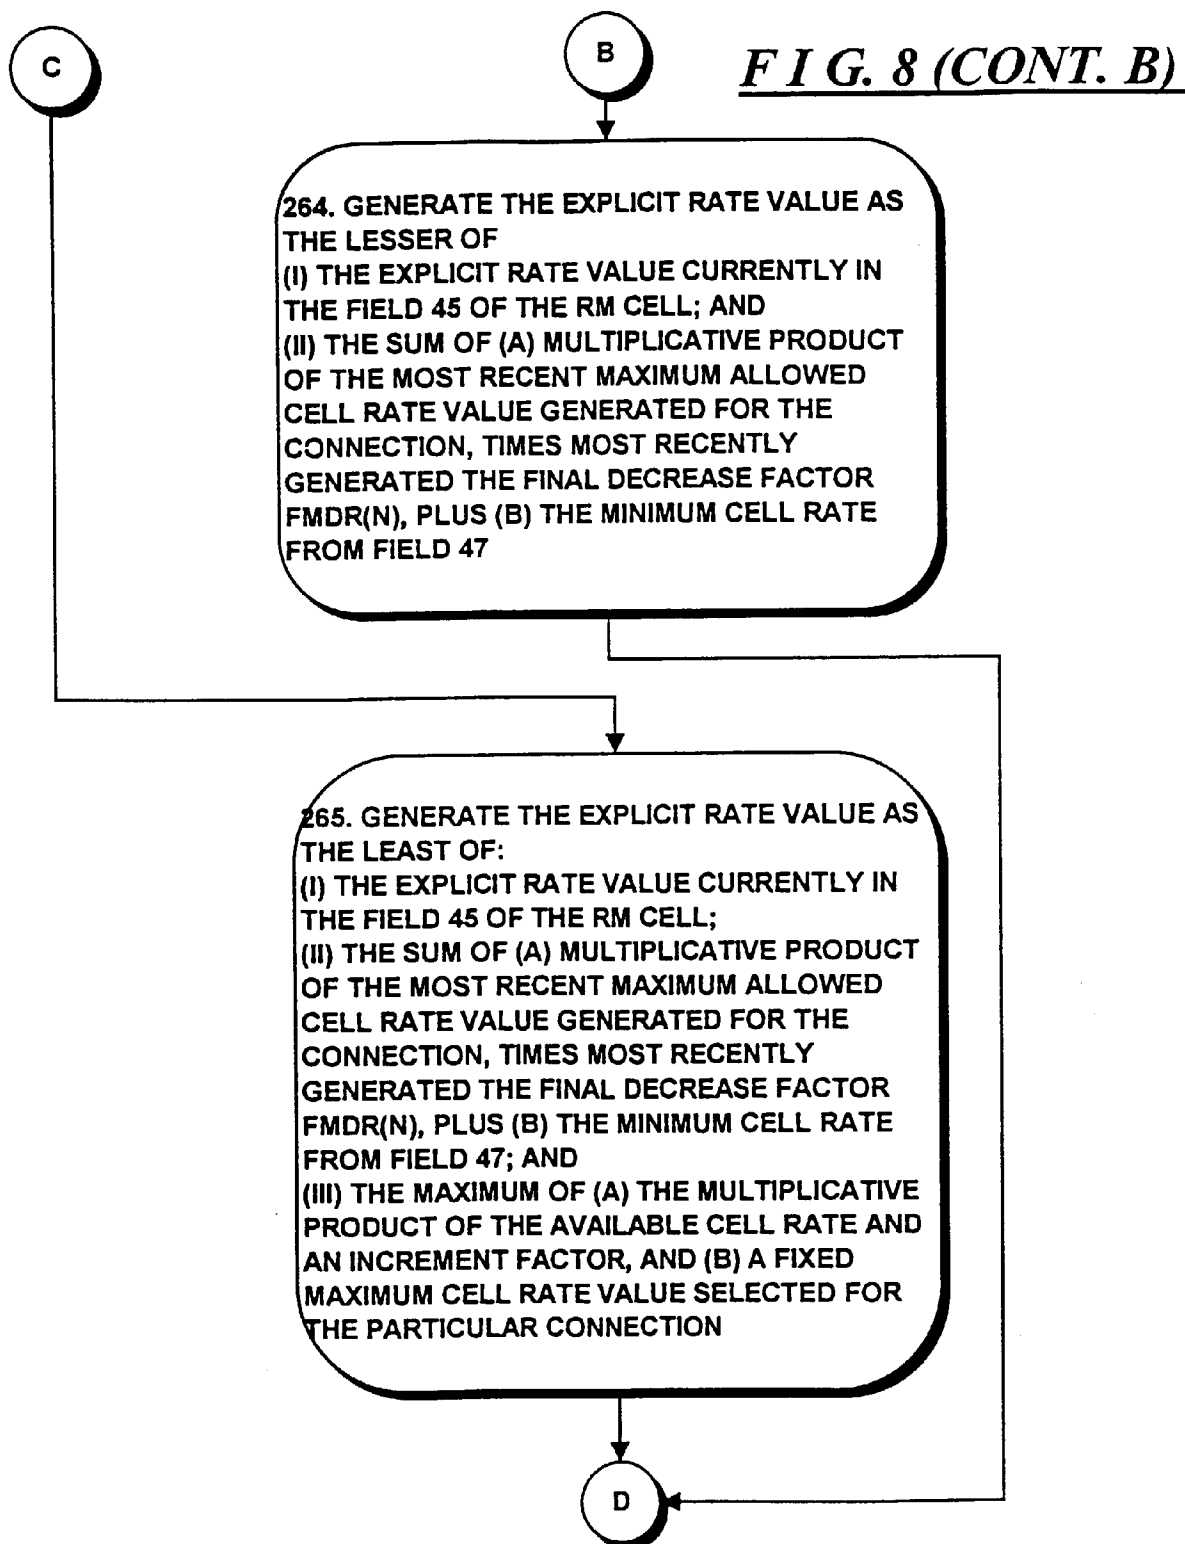 C
B
F I G. 8 (CONT. B)
264. GENERATE THE EXPLICIT RATE VALUE AS
THE LESSER OF
(I) THE EXPLICIT RATE VALUE CURRENTLY IN
THE FIELD 45 OF THE RM CELL; AND
(II) THE SUM OF (A) MULTIPLICATIVE PRODUCT
OF THE MOST RECENT MAXIMUM ALLOWED
CELL RATE VALUE GENERATED FOR THE
CONNECTION, TIMES MOST RECENTLY
GENERATED THE FINAL DECREASE FACTOR
FMDR(N), PLUS (B) THE MINIMUM CELL RATE
FROM FIELD 47
265. GENERATE THE EXPLICIT RATE VALUE AS
THE LEAST OF:
(I) THE EXPLICIT RATE VALUE CURRENTLY IN
THE FIELD 45 OF THE RM CELL;
(II) THE SUM OF (A) MULTIPLICATIVE PRODUCT
OF THE MOST RECENT MAXIMUM ALLOWED
CELL RATE VALUE GENERATED FOR THE
CONNECTION, TIMES MOST RECENTLY
GENERATED THE FINAL DECREASE FACTOR
FMDR(N), PLUS (B) THE MINIMUM CELL RATE
FROM FIELD 47; AND
(III) THE MAXIMUM OF (A) THE MULTIPLICATIVE
PRODUCT OF THE AVAILABLE CELL RATE AND
AN INCREMENT FACTOR, AND (B) A FIXED
MAXIMUM CELL RATE VALUE SELECTED FOR
THE PARTICULAR CONNECTION
D